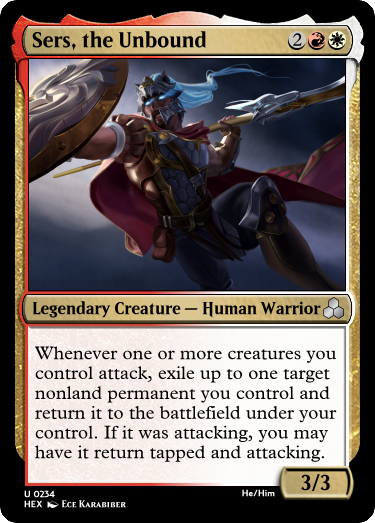 Sers, the Unbound 2
Legendary Creature — Human Warrior
Whenever one or more creatures you
control attack, exile up to one target
nonland permanent you control and
return it to the battlefield under your
control. If it was attacking, you may
have it return tapped and attacking.
3/3
U 0234 He/Him
HEX Ece Karabiber